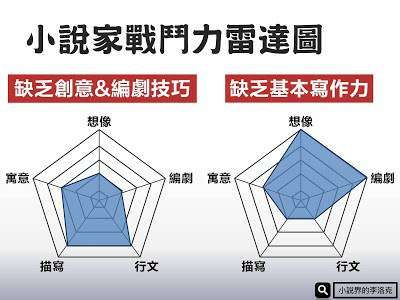 小說家戰鬥力雷達圖
缺乏創意&編劇技巧
缺乏基本寫作力
想像
編劇
行文
描寫
寓意
想像
編劇
行文
描寫
寓意
小說界的李洛克